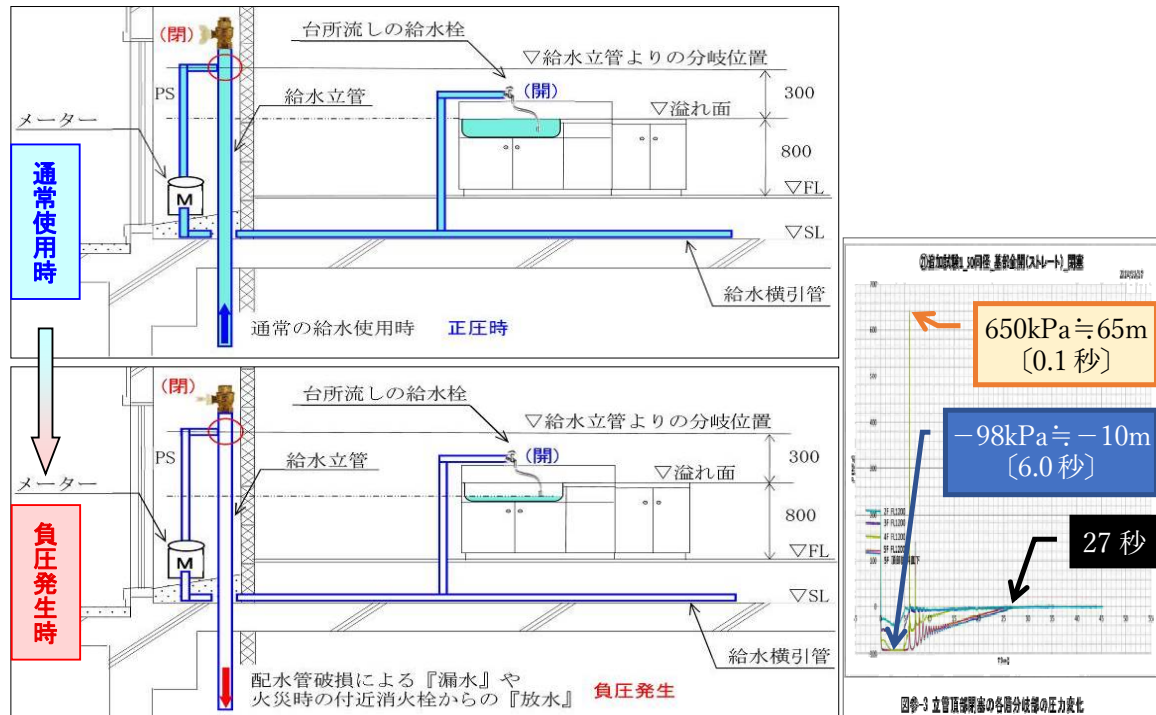 (閉)
台所流しの給水栓
▽給水立管よりの分岐位置
(開)
PS
給水立管
300
▽溢れ面
メーター
800
M
▽FL
▽SL
給水横引管
通常の給水使用時 正圧時
通常使用時
(閉)
台所流しの給水栓
▽給水立管よりの分岐位置
(開)
PS
給水立管
300
▽溢れ面
メーター
800
M
▽FL
▽SL
給水横引管
配水管破損による『漏水』や
火災時の付近消火栓からの『放水』 負圧発生
負圧発生時
650kPa≒65m
〔0.1 秒〕
−98kPa≒−10m
〔6.0 秒〕
27 秒
2F FL1200
3F FL1200
4F FL1200
図参-3 立管頂部閉塞の各階分岐部の圧力変化